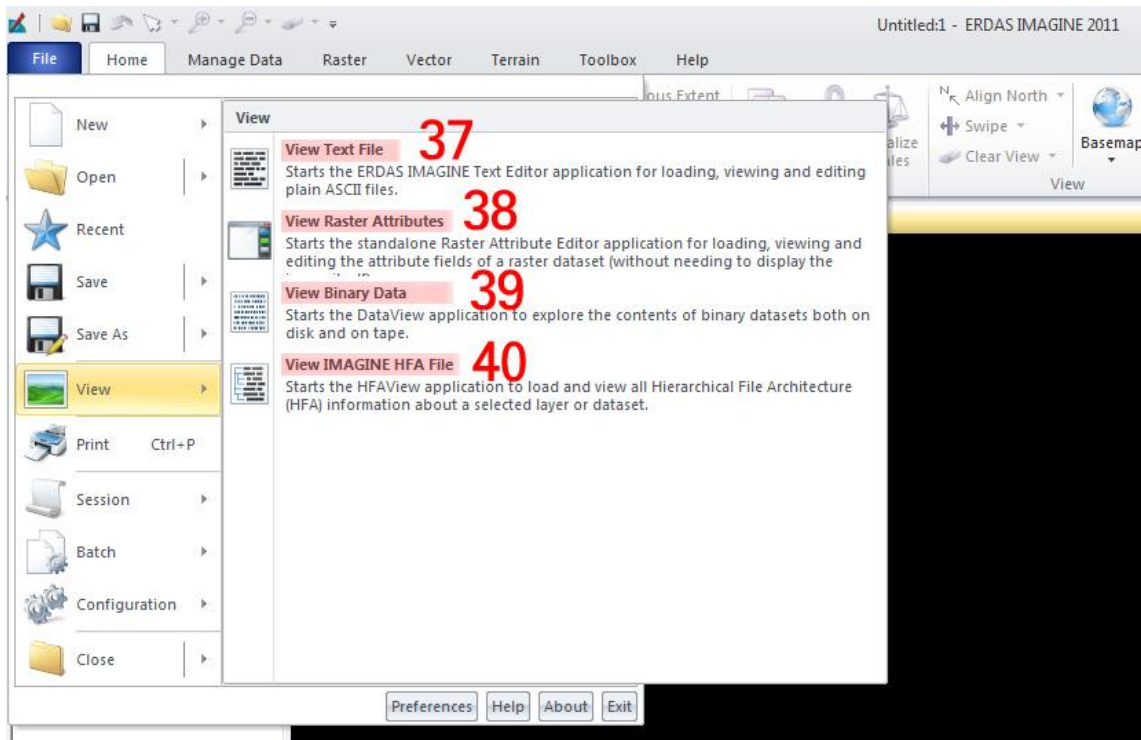 Untitled:1 - ERDAS IMAGINE 2011
File Home Manage Data Raster Vector Terrain Toolbox Help
ous Extent
Align North
Swipe
Clear View
alize
les
Basemap
View
New
Open
Recent
Save
Save As
View
Print Ctrl+P
Session
Batch
Configuration
Close
View
View Text File 37
Starts the ERDAS IMAGINE Text Editor application for loading, viewing and editing
plain ASCII files.
View Raster Attributes 38
Starts the standalone Raster Attribute Editor application for loading, viewing and
editing the attribute fields of a raster dataset (without needing to display the
View Binary Data 39
Starts the DataView application to explore the contents of binary datasets both on
disk and on tape.
View IMAGINE HFA File 40
Starts the HFAView application to load and view all Hierarchical File Architecture
(HFA) information about a selected layer or dataset.
Preferences Help About Exit